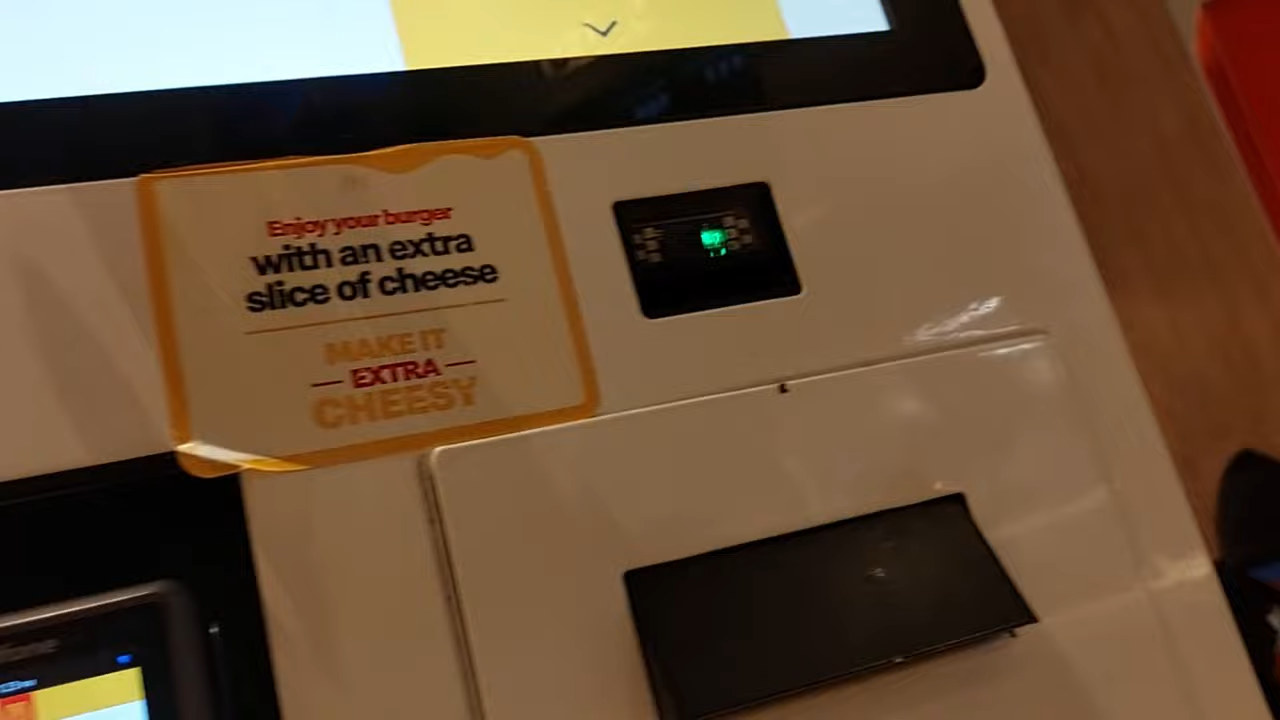 Enjoy your burger
with an extra
slice of cheese
MAKE IT
EXTRA
CHEESY